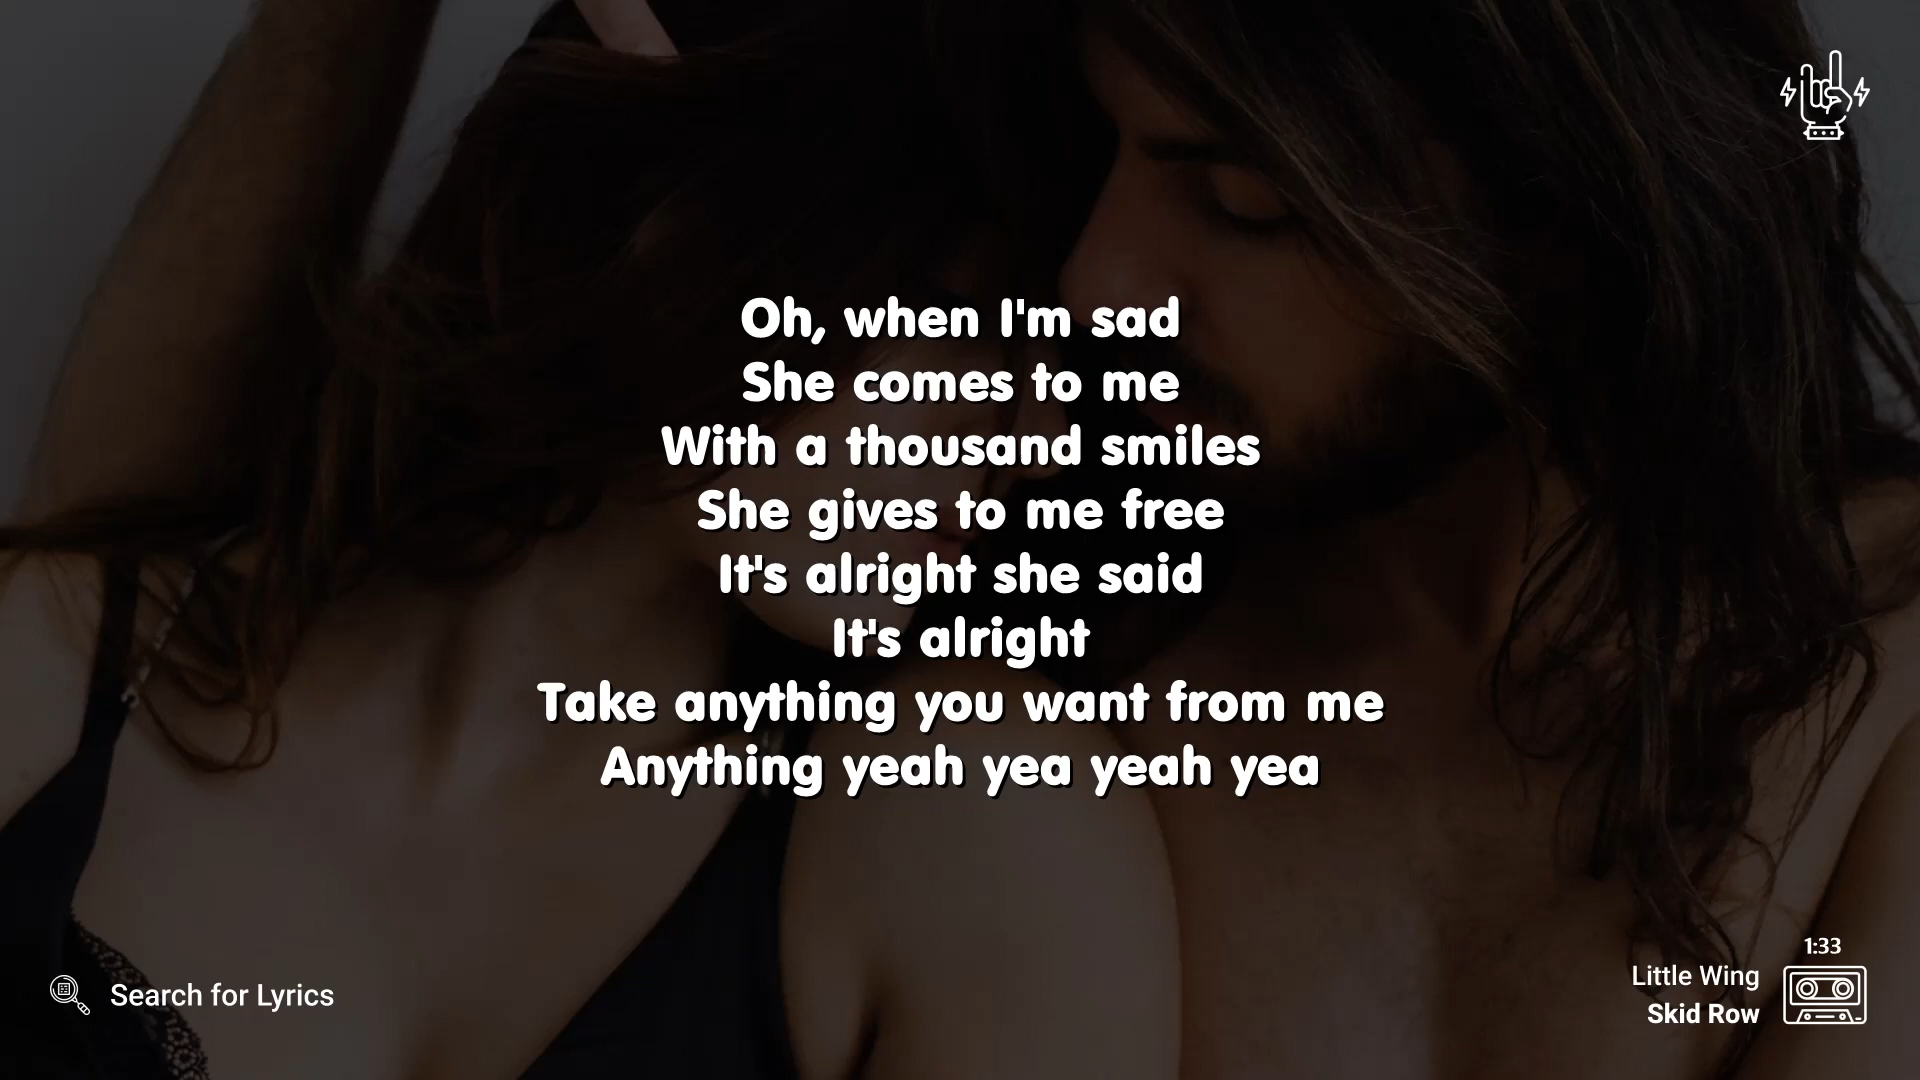 Oh, when I'm sad
She comes to me
With a thousand smiles
She gives to me free
It's alright she said
It's alright
Take anything you want from me
Anything yeah yea yeah yea
1:33
Little Wing
Skid Row
Search for Lyrics